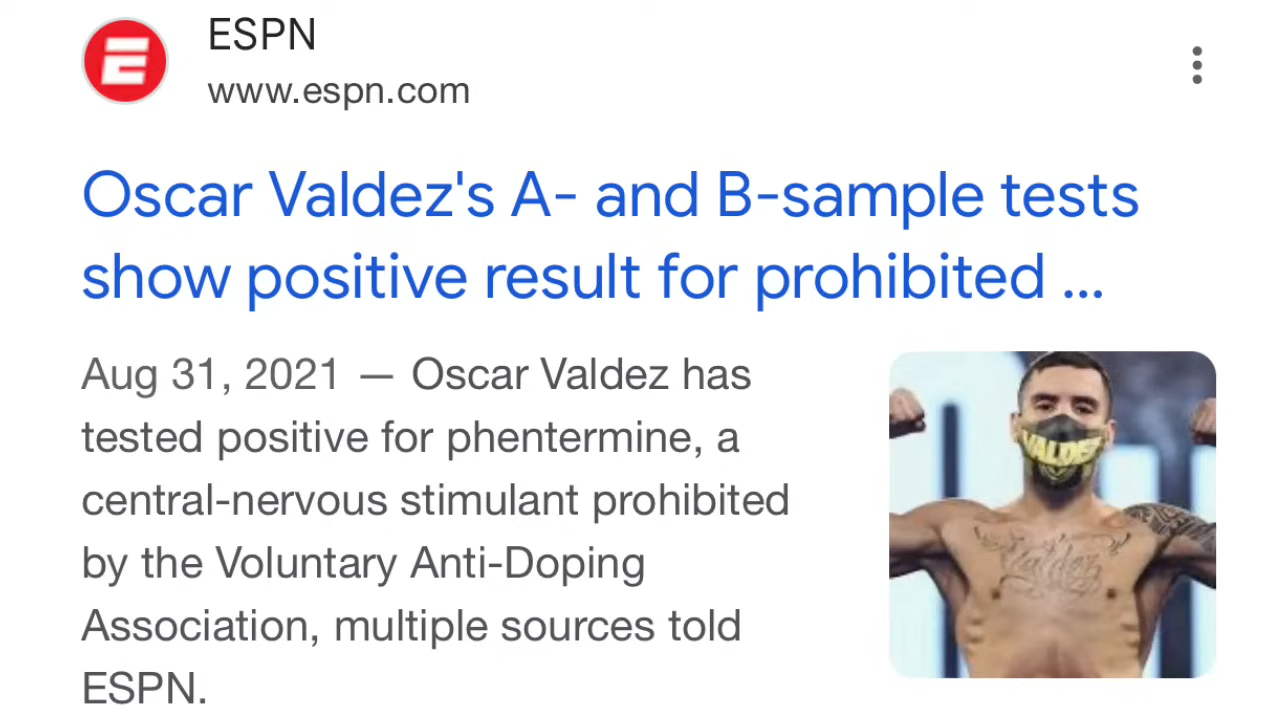 ESPN
www.espn.com
Oscar Valdez's A- and B-sample tests
show positive result for prohibited ...
Aug 31, 2021 — Oscar Valdez has
tested positive for phentermine, a
central-nervous stimulant prohibited
by the Voluntary Anti-Doping
Association, multiple sources told
ESPN.
VALDEZ
Valdez